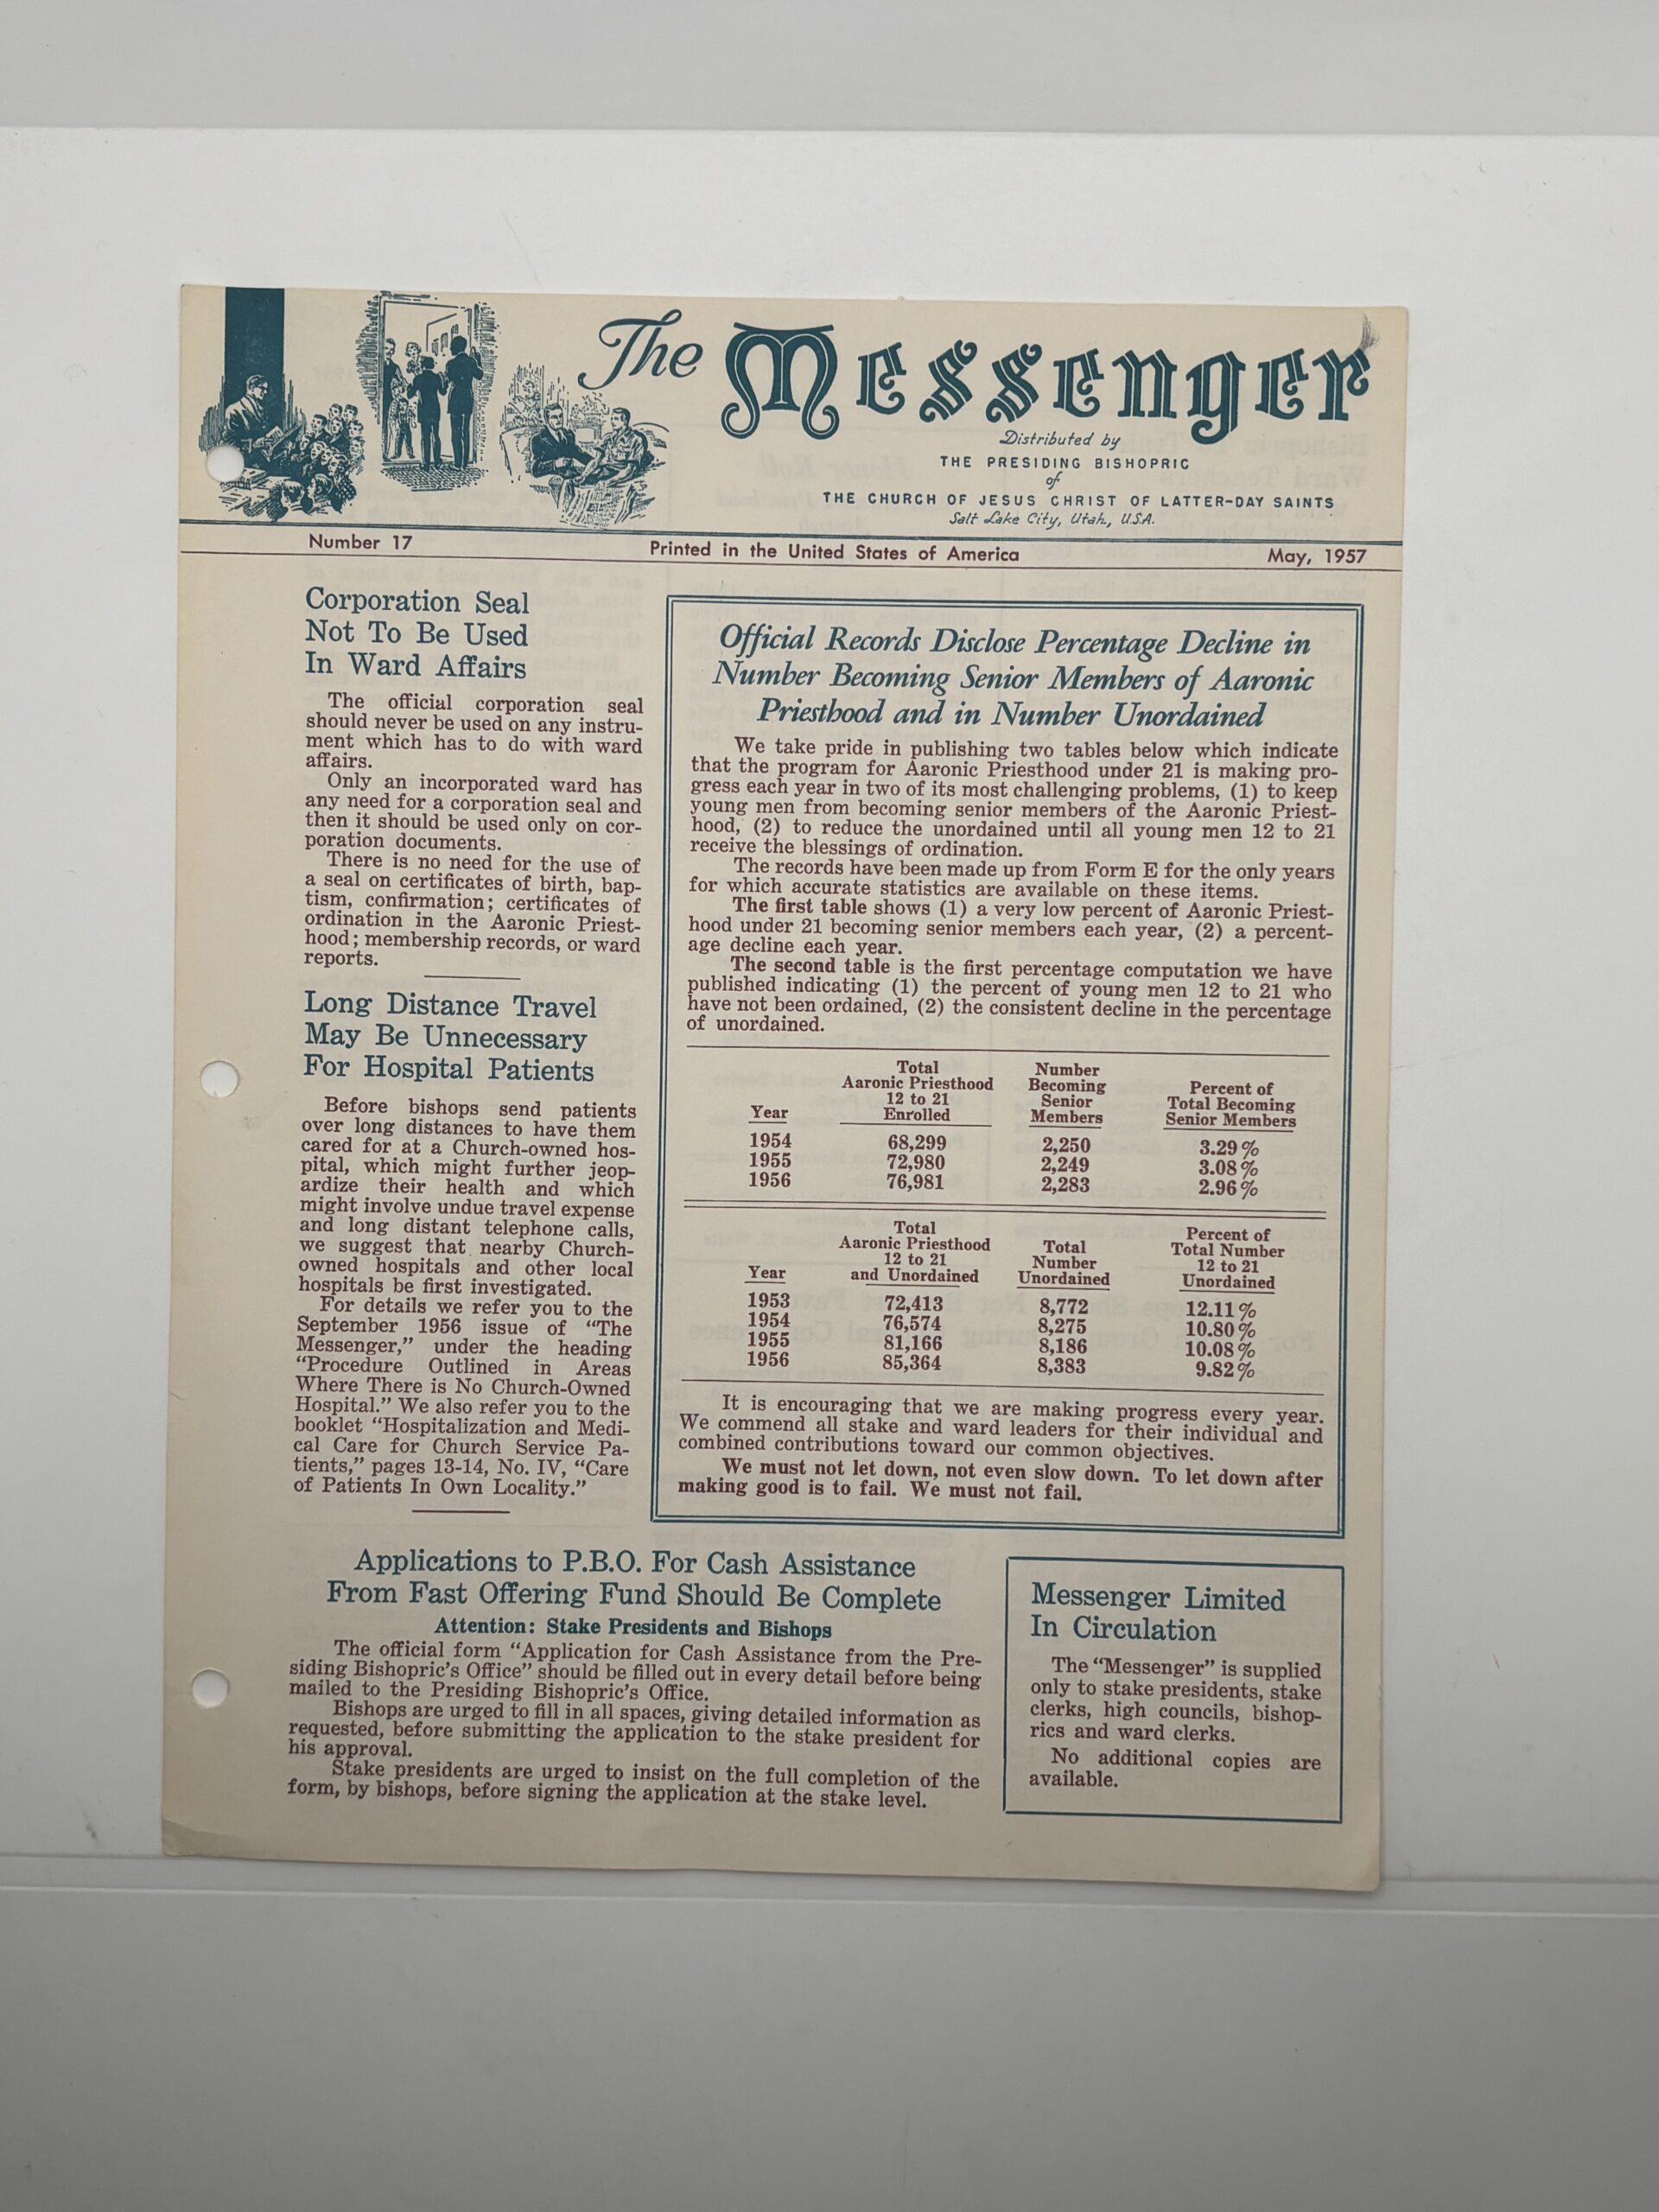 The Messenger
Distributed by
THE PRESIDING BISHOPRIC
of
THE CHURCH OF JESUS CHRIST OF LATTER-DAY SAINTS
Salt Lake City, Utah, U.S.A.
Number 17 Printed in the United States of America May, 1957
Corporation Seal
Not To Be Used
In Ward Affairs
The official corporation seal
should never be used on any instru-
ment which has to do with ward
affairs.
Only an incorporated ward has
any need for a corporation seal and
then it should be used only on cor-
poration documents.
There is no need for the use of
a seal on certificates of birth, bap-
tism, confirmation; certificates of
ordination in the Aaronic Priest-
hood; membership records, or ward
reports.
Long Distance Travel
May Be Unnecessary
For Hospital Patients
Before bishops send patients
over long distances to have them
cared for at a Church-owned hos-
pital, which might further jeop-
ardize their health and which
might involve undue travel expense
and long distant telephone calls,
we suggest that nearby Church-
owned hospitals and other local
hospitals be first investigated.
For details we refer you to the
September 1956 issue of "The
Messenger," under the heading
"Procedure Outlined in Areas
Where There is No Church-Owned
Hospital." We also refer you to the
booklet "Hospitalization and Medi-
cal Care for Church Service Pa-
tients," pages 13-14, No. IV, "Care
of Patients In Own Locality."
Official Records Disclose Percentage Decline in
Number Becoming Senior Members of Aaronic
Priesthood and in Number Unordained
We take pride in publishing two tables below which indicate
that the program for Aaronic Priesthood under 21 is making pro-
gress each year in two of its most challenging problems, (1) to keep
young men from becoming senior members of the Aaronic Priest-
hood, (2) to reduce the unordained until all young men 12 to 21
receive the blessings of ordination.
The records have been made up from Form E for the only years
for which accurate statistics are available on these items.
The first table shows (1) a very low percent of Aaronic Priest-
hood under 21 becoming senior members each year, (2) a percent-
age decline each year.
The second table is the first percentage computation we have
published indicating (1) the percent of young men 12 to 21 who
have not been ordained, (2) the consistent decline in the percentage
of unordained.
Total Number
Aaronic Priesthood Becoming Percent of
12 to 21 Senior Total Becoming
Year Enrolled Members Senior Members
1954 68,299 2,250 3.29%
1955 72,980 2,249 3.08%
1956 76,981 2,283 2.96%
Total Percent of
Aaronic Priesthood Total Total Number
12 to 21 Number 12 to 21
Year and Unordained Unordained Unordained
1953 72,413 8,772 12.11%
1954 76,574 8,275 10.80%
1955 81,166 8,186 10.08%
1956 85,364 8,383 9.82%
It is encouraging that we are making progress every year.
We commend all stake and ward leaders for their individual and
combined contributions toward our common objectives.
We must not let down, not even slow down. To let down after
making good is to fail. We must not fail.
Applications to P.B.O. For Cash Assistance
From Fast Offering Fund Should Be Complete
Attention: Stake Presidents and Bishops
The official form "Application for Cash Assistance from the Pre-
siding Bishopric's Office" should be filled out in every detail before being
mailed to the Presiding Bishopric's Office.
Bishops are urged to fill in all spaces, giving detailed information as
requested, before submitting the application to the stake president for
his approval.
Stake presidents are urged to insist on the full completion of the
form, by bishops, before signing the application at the stake level.
Messenger Limited
In Circulation
The "Messenger" is supplied
only to stake presidents, stake
clerks, high councils, bishop-
rics and ward clerks.
No additional copies are
available.